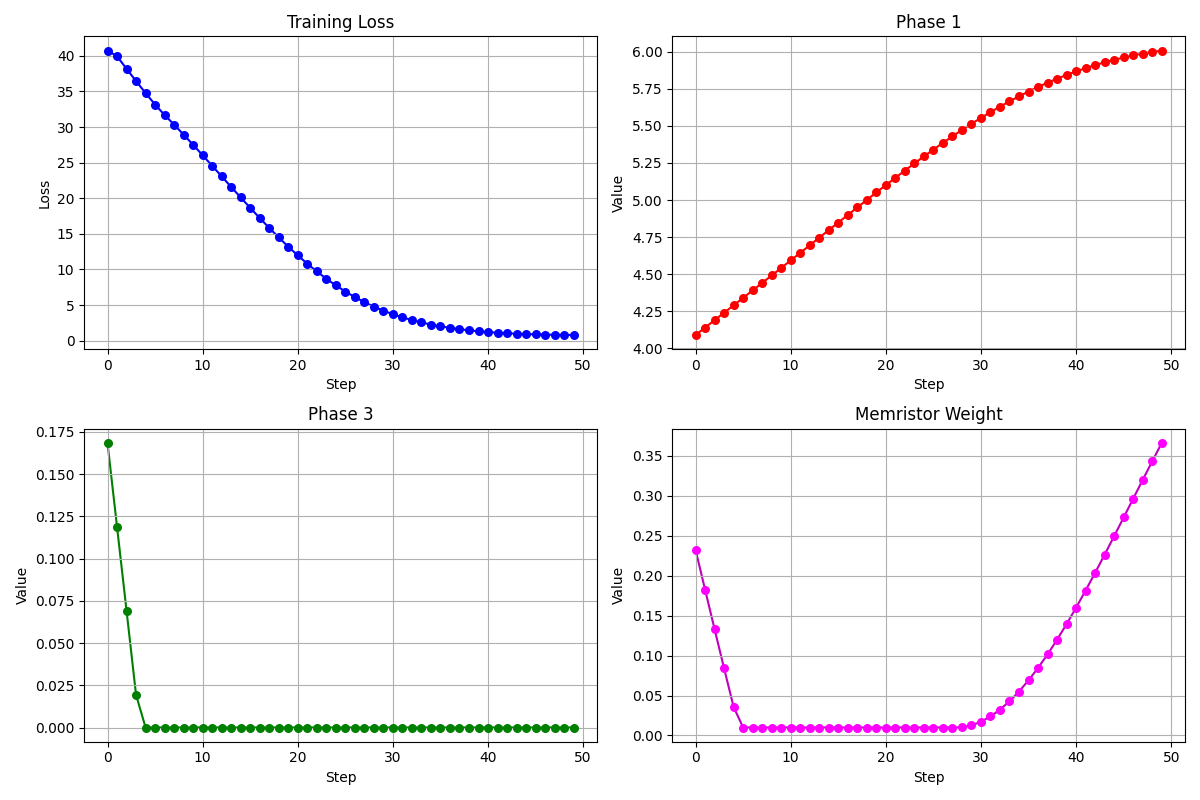 Training Loss
Loss
40
35
30
25
20
15
10
5
0
0 10 20 30 40 50
Step
Phase 1
Value
6.00
5.75
5.50
5.25
5.00
4.75
4.50
4.25
4.00
0 10 20 30 40 50
Step
Phase 3
Value
0.175
0.150
0.125
0.100
0.075
0.050
0.025
0.000
0 10 20 30 40 50
Step
Memristor Weight
Value
0.35
0.30
0.25
0.20
0.15
0.10
0.05
0.00
0 10 20 30 40 50
Step